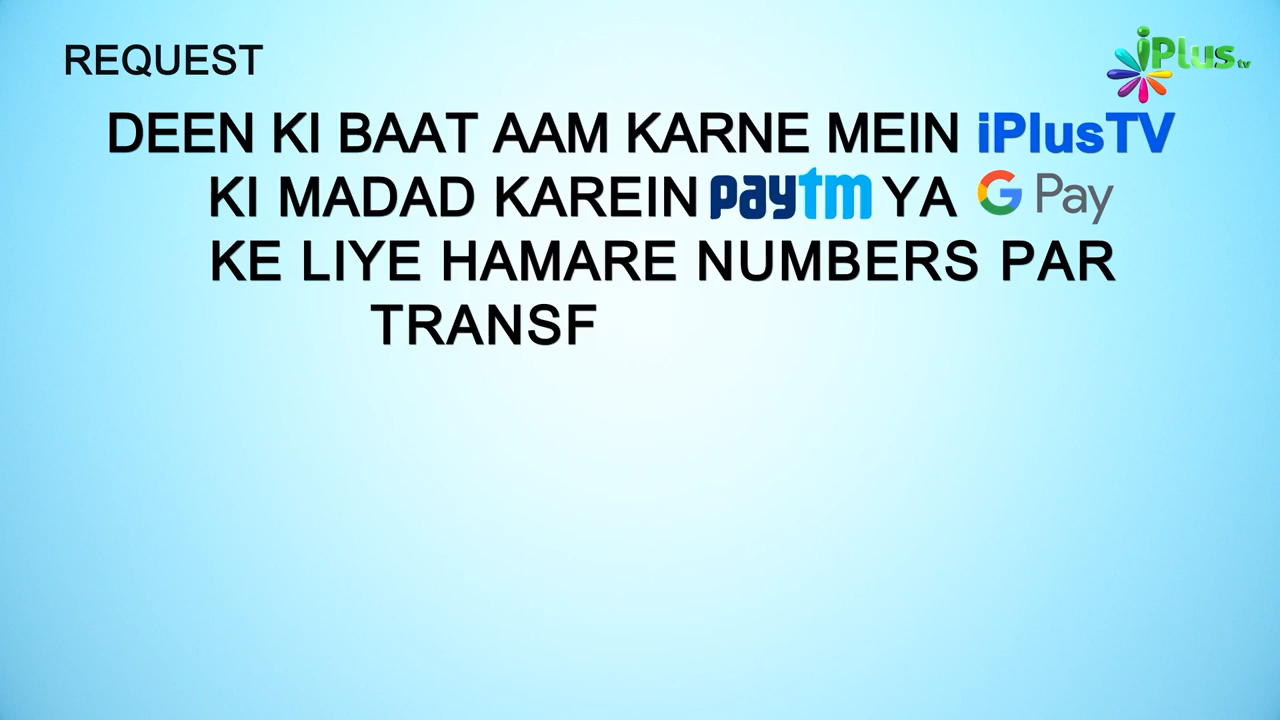 REQUEST
iPlus tv
DEEN KI BAAT AAM KARNE MEIN iPlusTV
KI MADAD KAREIN paytm YA G Pay
KE LIYE HAMARE NUMBERS PAR
TRANSF